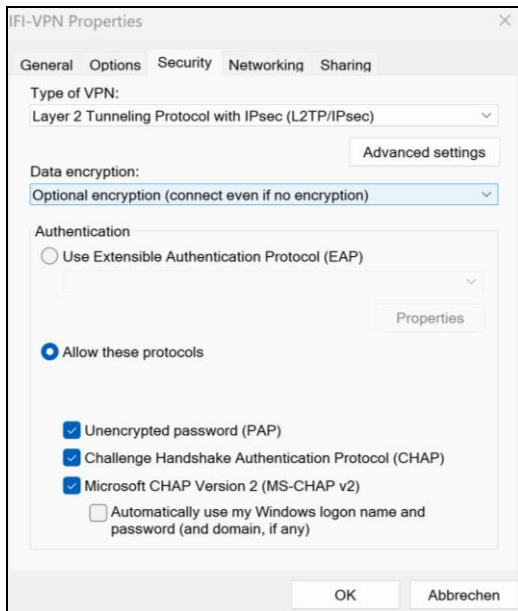 IFI-VPN Properties
General Options Security Networking Sharing
Type of VPN:
Layer 2 Tunneling Protocol with IPsec (L2TP/IPsec)
Advanced settings
Data encryption:
Optional encryption (connect even if no encryption)
Authentication
Use Extensible Authentication Protocol (EAP)
Properties
Allow these protocols
Unencrypted password (PAP)
Challenge Handshake Authentication Protocol (CHAP)
Microsoft CHAP Version 2 (MS-CHAP v2)
Automatically use my Windows logon name and
password (and domain, if any)
OK Abbrechen